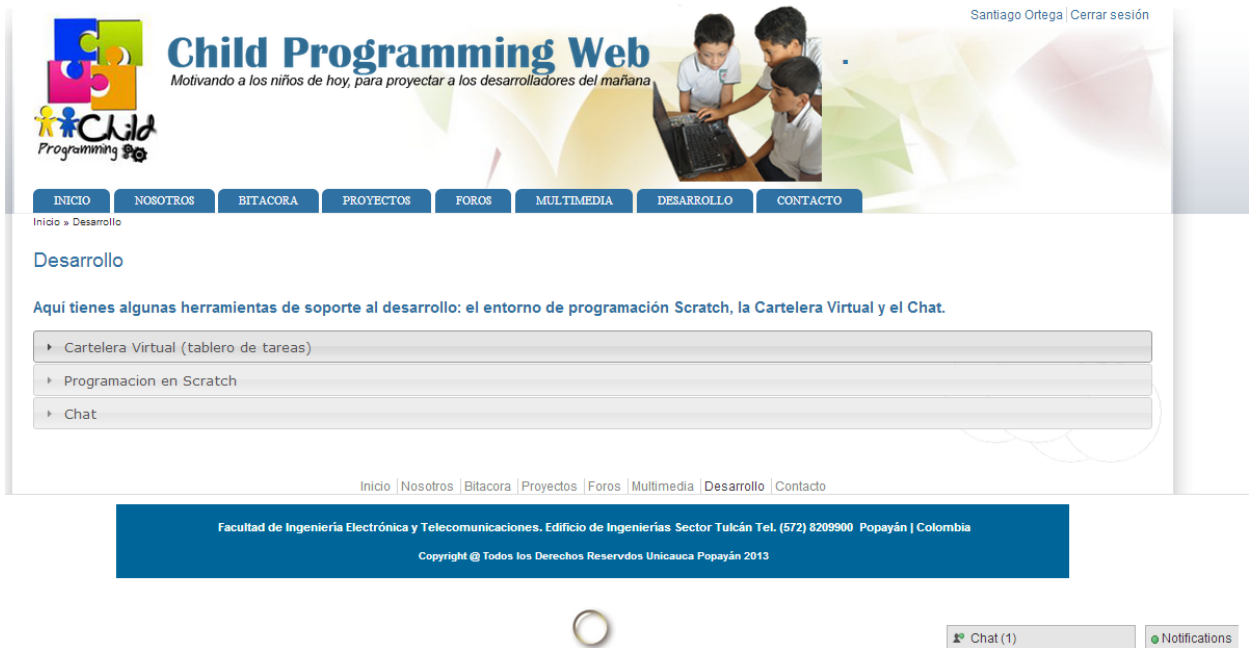 Santiago Ortega Cerrar sesión
Child Programming Web
Motivando a los niños de hoy, para proyectar a los desarrolladores del mañana
Child
Programming
INICIO NOSOTROS BITACORA PROYECTOS FOROS MULTIMEDIA DESARROLLO CONTACTO
Inicio » Desarrollo
Desarrollo
Aquí tienes algunas herramientas de soporte al desarrollo: el entorno de programación Scratch, la Cartelera Virtual y el Chat.
Cartelera Virtual (tablero de tareas)
Programacion en Scratch
Chat
Inicio Nosotros Bitacora Proyectos Foros Multimedia Desarrollo Contacto
Facultad de Ingeniería Electrónica y Telecomunicaciones. Edificio de Ingenierías Sector Tulcán Tel. (572) 8209900 Popayán | Colombia
Copyright @ Todos los Derechos Reservdos Unicauca Popayán 2013
Chat (1) Notifications